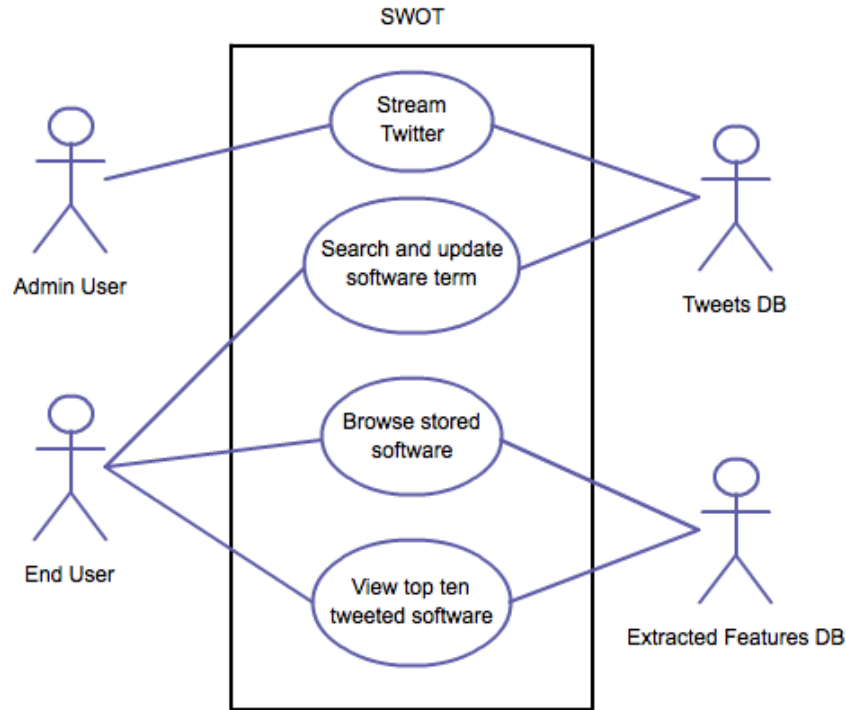 SWOT
Stream
Twitter
Search and update
software term
Admin User
Tweets DB
Browse stored
software
End User
View top ten
tweeted software
Extracted Features DB